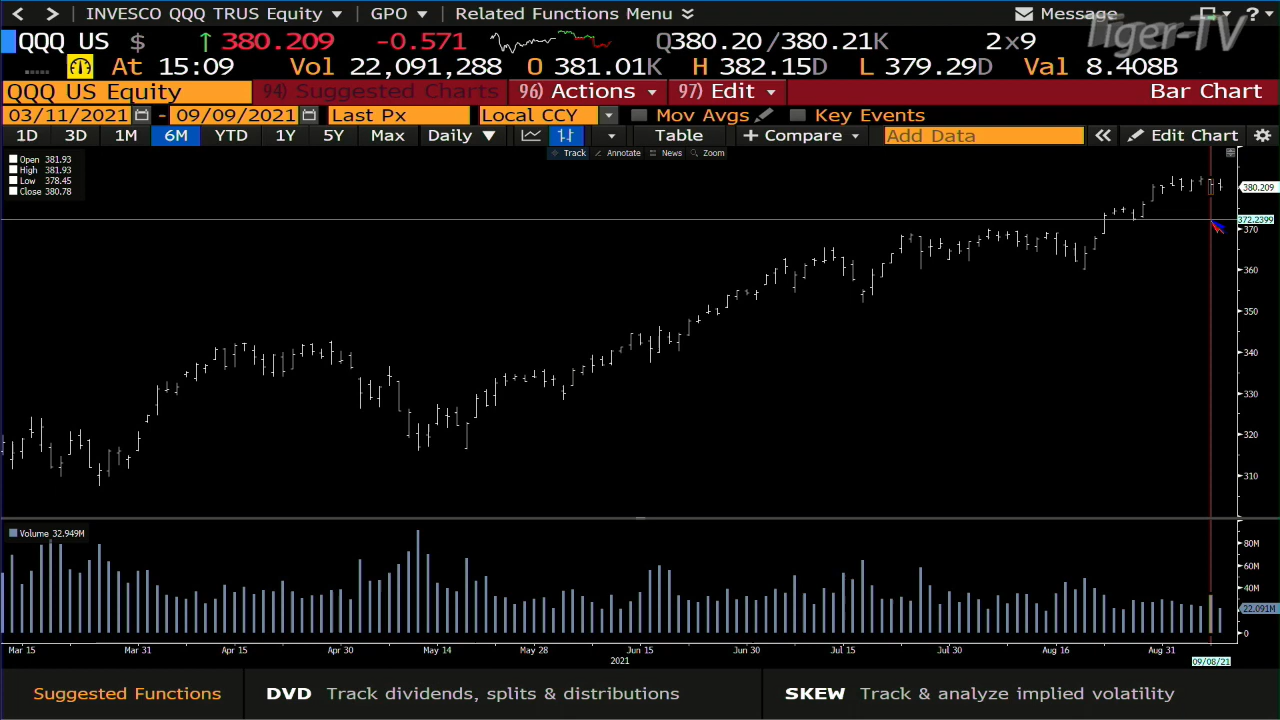 INVESCO QQQ TRUS Equity GPO Related Functions Menu Message ?
Tiger-TV
QQQ US $ ↑ 380.209 -0.571 Q380.20 /380.21K 2x9
At 15:09 Vol 22,091,288 O 381.01K H 382.15D L 379.29D Val 8.408B
QQQ US Equity 94) Suggested Charts 96) Actions 97) Edit Bar Chart
03/11/2021 - 09/09/2021 Last Px Local CCY Mov Avgs Key Events
1D 3D 1M 6M YTD 1Y 5Y Max Daily ▼ Table + Compare Add Data « Edit Chart
Track Annotate News Zoom
Open 381.93
High 381.93
Low 378.45
Close 380.78
380.209
372.2399
370
360
350
340
330
320
310
Volume 32.949M
80M
60M
40M
22.091M
0
Mar 15 Mar 31 Apr 15 Apr 30 May 14 May 28 Jun 15 Jun 30 Jul 15 Jul 30 Aug 16 Aug 31
2021
09/08/21
Suggested Functions DVD Track dividends, splits & distributions SKEW Track & analyze implied volatility